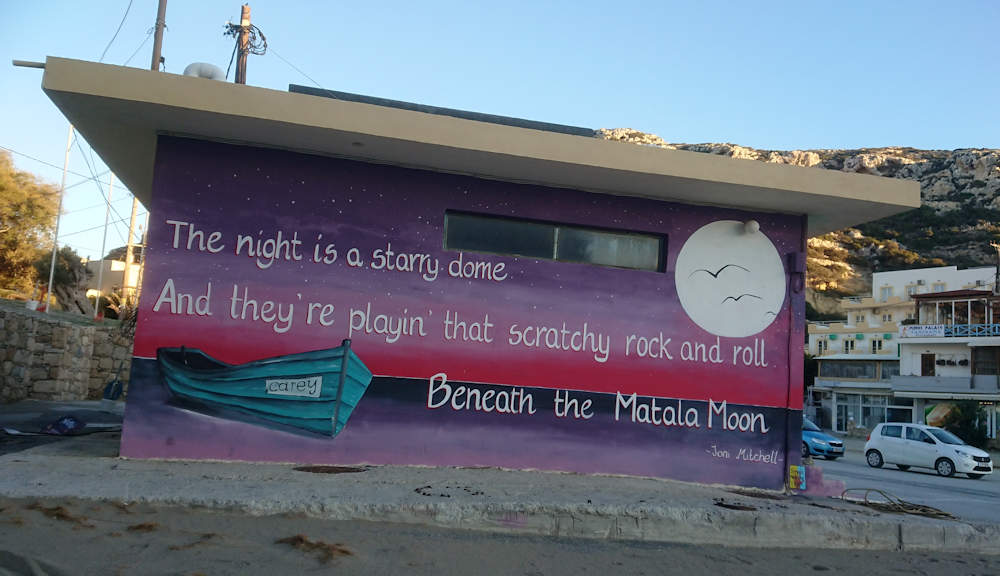 The night is a starry dome
And they're playin' that scratchy rock and roll
Beneath the Matala Moon
-Joni Mitchell-
carey